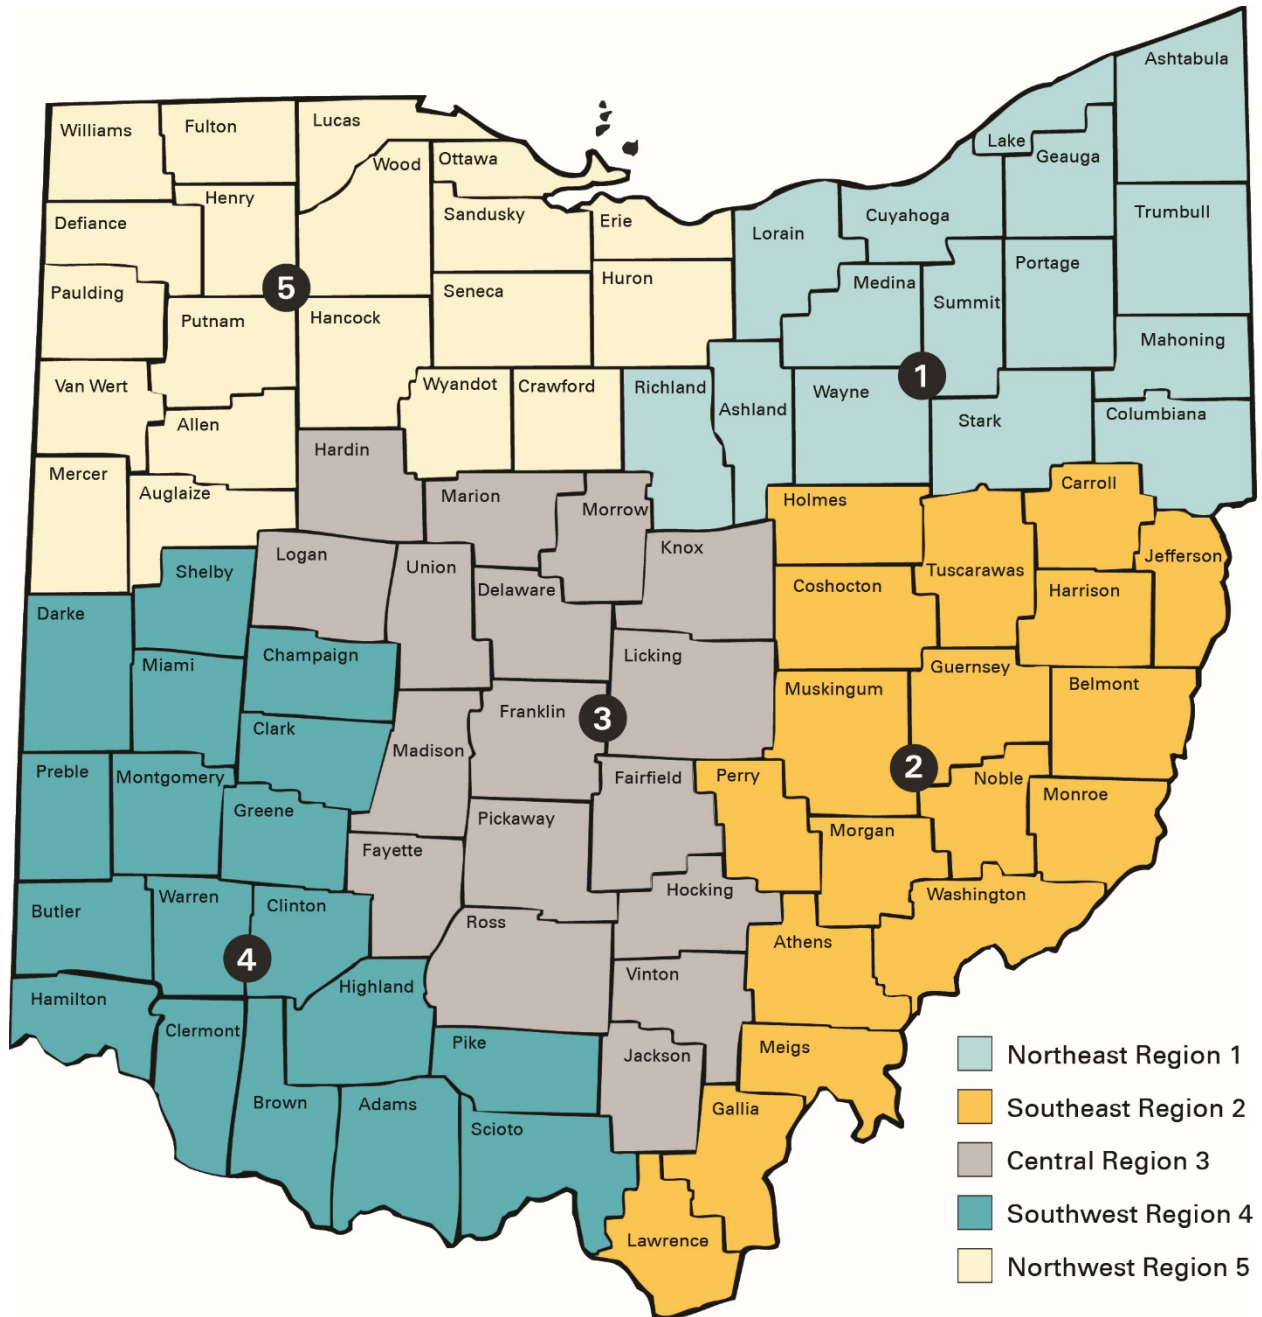 Ashtabula
Williams
Fulton
Lucas
Lake
Geauga
Wood
Ottawa
Henry
Defiance
Sandusky
Erie
Cuyahoga
Trumbull
Lorain
Paulding
5
Seneca
Huron
Medina
Portage
Putnam
Hancock
Summit
Mahoning
Van Wert
Wyandot
Crawford
Richland
Ashland
Wayne
1
Stark
Columbiana
Allen
Hardin
Mercer
Auglaize
Marion
Morrow
Holmes
Carroll
Logan
Union
Knox
Jefferson
Shelby
Delaware
Coshocton
Tuscarawas
Harrison
Darke
Miami
Champaign
Licking
Guernsey
Muskingum
Belmont
Clark
Franklin
3
Madison
Preble
Montgomery
Fairfield
Perry
2
Noble
Monroe
Greene
Pickaway
Morgan
Fayette
Hocking
Butler
Warren
Clinton
Washington
Ross
Athens
4
Hamilton
Highland
Vinton
Clermont
Pike
Jackson
Meigs
Brown
Adams
Scioto
Gallia
Lawrence
Northeast Region 1
Southeast Region 2
Central Region 3
Southwest Region 4
Northwest Region 5